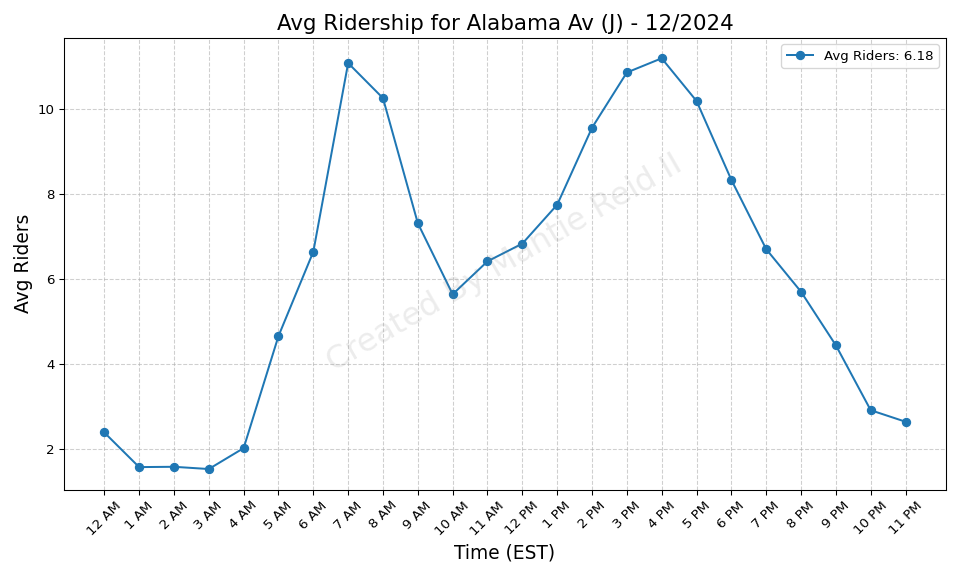 Avg Ridership for Alabama Av (J) - 12/2024
Avg Riders: 6.18
Avg Riders
10
8
6
4
2
Created By Mantie Reid II
12 AM
1 AM
2 AM
3 AM
4 AM
5 AM
6 AM
7 AM
8 AM
9 AM
10 AM
11 AM
12 PM
1 PM
2 PM
3 PM
4 PM
5 PM
6 PM
7 PM
8 PM
9 PM
10 PM
11 PM
Time (EST)